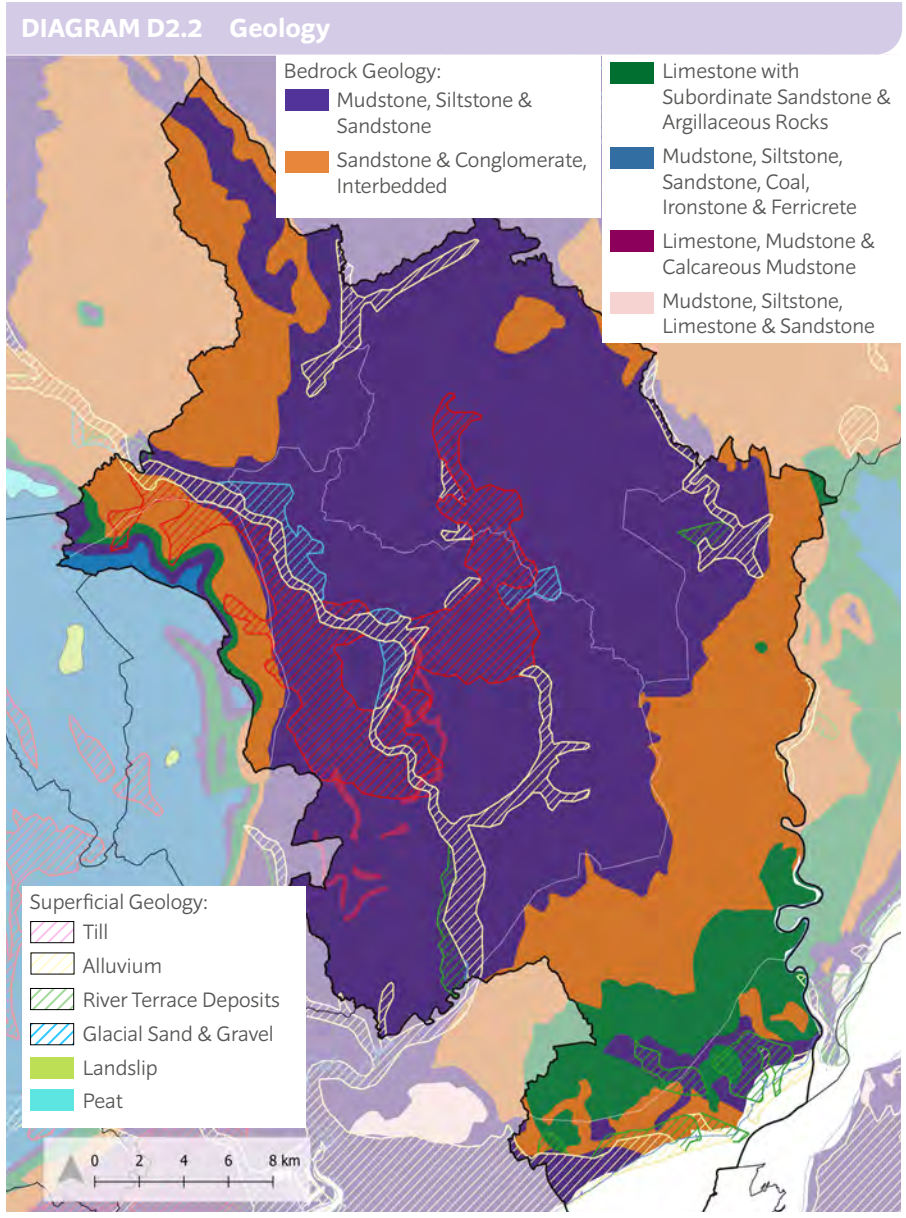 DIAGRAM D2.2 Geology
Bedrock Geology:
Mudstone, Siltstone &
Sandstone
Sandstone & Conglomerate,
Interbedded
Limestone with
Subordinate Sandstone &
Argillaceous Rocks
Mudstone, Siltstone,
Sandstone, Coal,
Ironstone & Ferricrete
Limestone, Mudstone &
Calcareous Mudstone
Mudstone, Siltstone,
Limestone & Sandstone
Superficial Geology:
Till
Alluvium
River Terrace Deposits
Glacial Sand & Gravel
Landslip
Peat
0 2 4 6 8 km